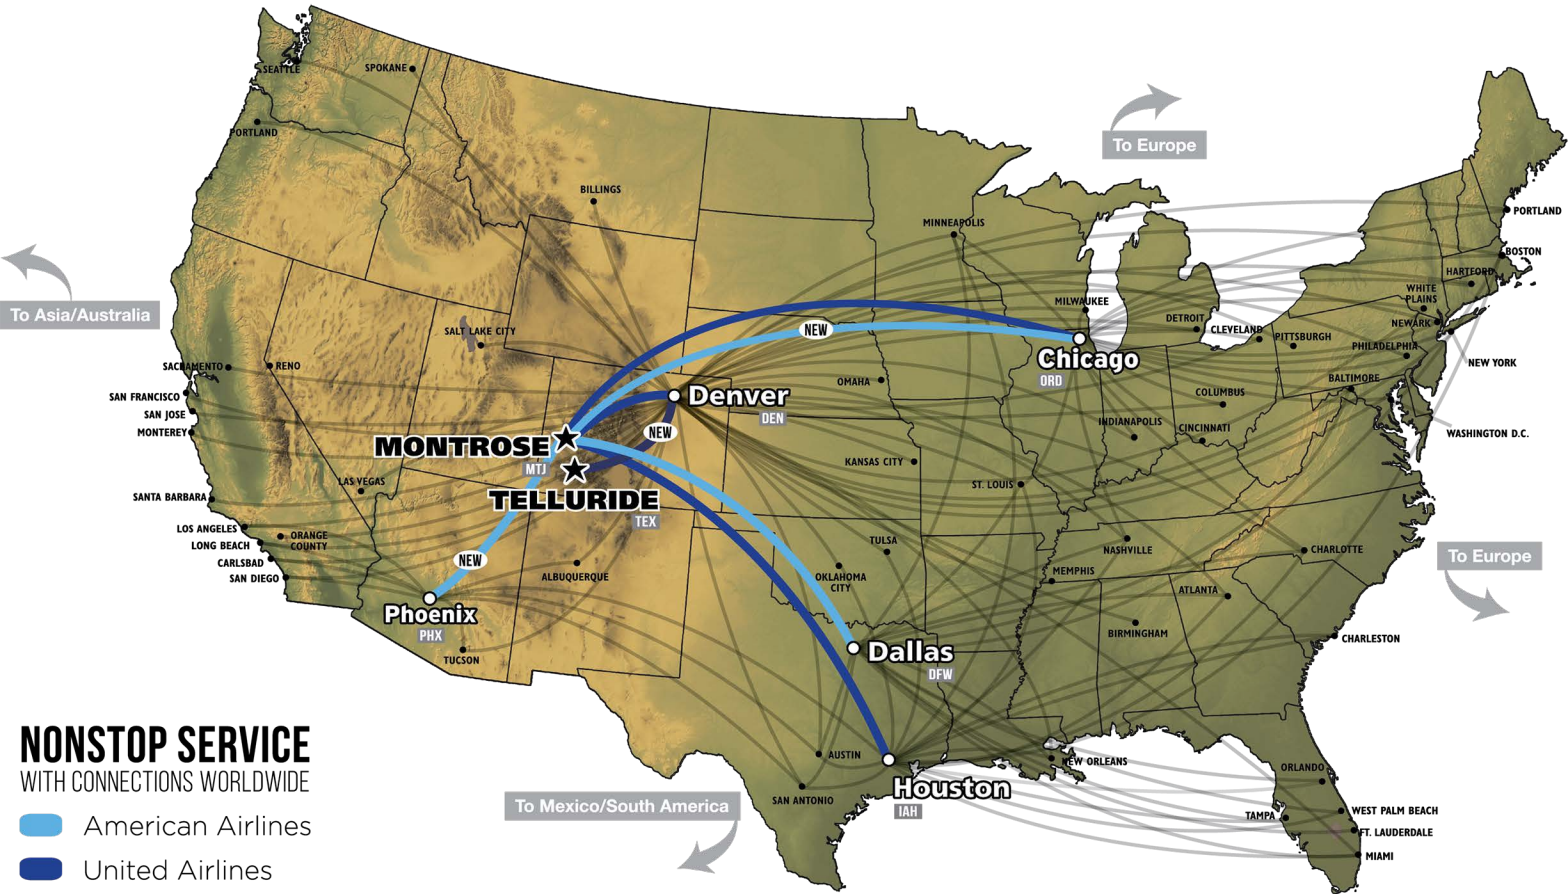 SEATTLE
SPOKANE
PORTLAND
BILLINGS
MINNEAPOLIS
To Europe
PORTLAND
BOSTON
HARTFORD
WHITE
PLAINS
To Asia/Australia
SALT LAKE CITY
NEW
MILWAUKEE
DETROIT
CLEVELAND
PITTSBURGH
NEWARK
PHILADELPHIA
NEW YORK
Chicago
ORD
SACRAMENTO
RENO
SAN FRANCISCO
SAN JOSE
MONTEREY
Denver
DEN
OMAHA
COLUMBUS
BALTIMORE
INDIANAPOLIS
CINCINNATI
WASHINGTON D.C.
NEW
MONTROSE
MTJ
TELLURIDE
TEX
KANSAS CITY
ST. LOUIS
LAS VEGAS
SANTA BARBARA
LOS ANGELES
ORANGE
COUNTY
LONG BEACH
CARLSBAD
SAN DIEGO
NEW
ALBUQUERQUE
TULSA
OKLAHOMA
CITY
NASHVILLE
MEMPHIS
CHARLOTTE
To Europe
ATLANTA
BIRMINGHAM
CHARLESTON
Phoenix
PHX
TUCSON
Dallas
DFW
AUSTIN
SAN ANTONIO
Houston
IAH
NEW ORLEANS
ORLANDO
TAMPA
WEST PALM BEACH
FT. LAUDERDALE
MIAMI
To Mexico/South America
NONSTOP SERVICE
WITH CONNECTIONS WORLDWIDE
American Airlines
United Airlines